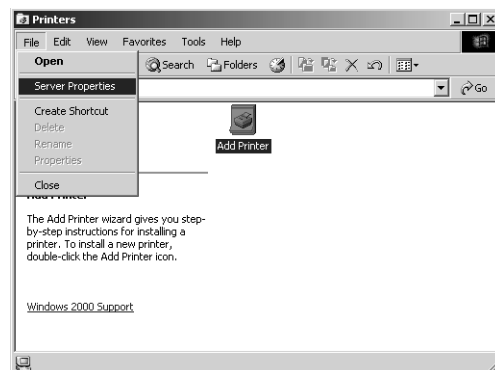 Printers
File Edit View Favorites Tools Help
Open
Search Folders
Server Properties
Go
Create Shortcut
Delete
Rename
Properties
Close
Add Printer
Add Printer
The Add Printer wizard gives you step-
by-step instructions for installing a
printer. To install a new printer,
double-click the Add Printer icon.
Windows 2000 Support